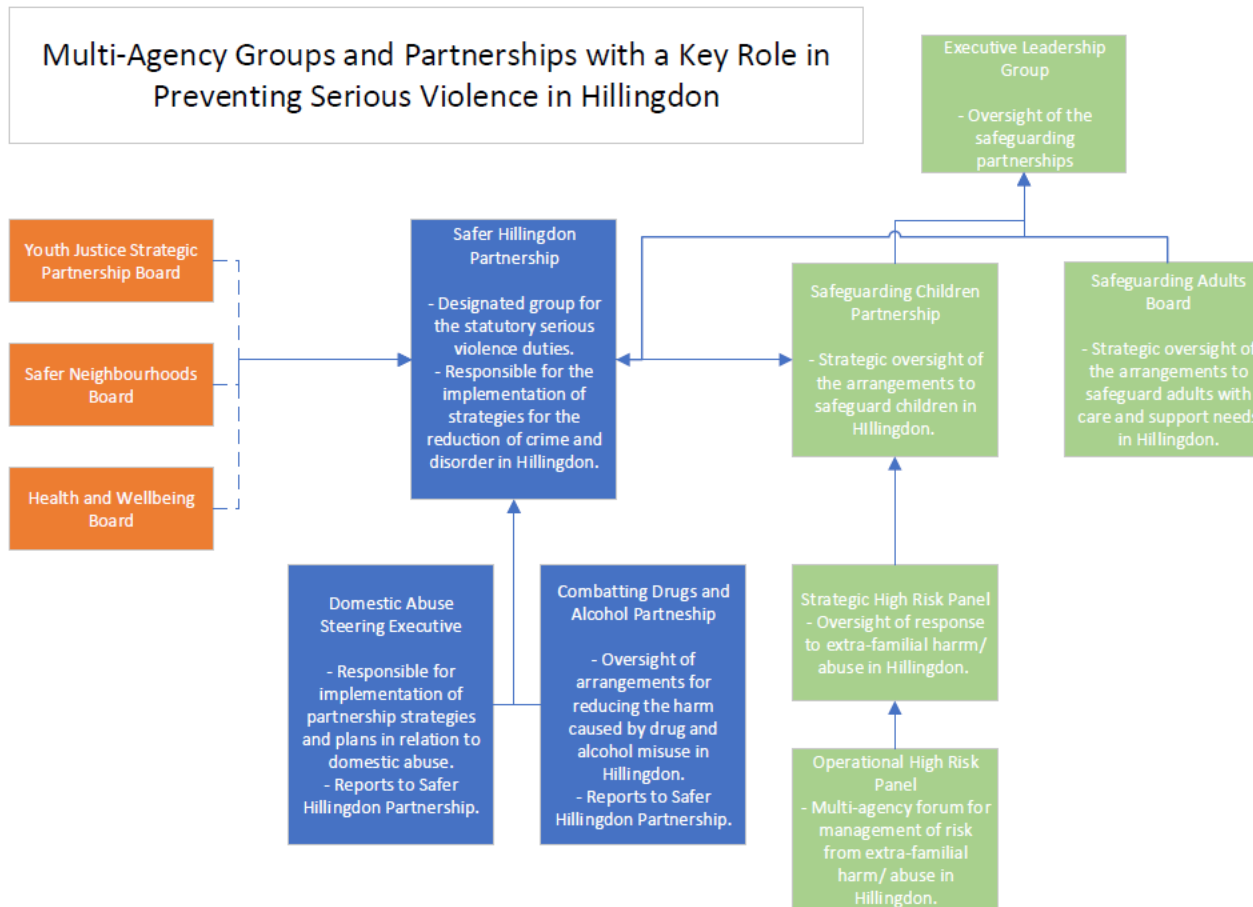 Multi-Agency Groups and Partnerships with a Key Role in
Preventing Serious Violence in Hillingdon
Executive Leadership
Group
- Oversight of the
safeguarding
partnerships
Youth Justice Strategic
Partnership Board
Safer Neighbourhoods
Board
Health and Wellbeing
Board
Safer Hillingdon
Partnership
- Designated group for
the statutory serious
violence duties.
- Responsible for the
implementation of
strategies for the
reduction of crime and
disorder in Hillingdon.
Safeguarding Children
Partnership
- Strategic oversight of
the arrangements to
safeguard children in
HIllingdon.
Safeguarding Adults
Board
- Strategic oversight of
the arrangements to
safeguard adults with
care and support needs
in Hillingdon.
Domestic Abuse
Steering Executive
- Responsible for
implementation of
partnership strategies
and plans in relation to
domestic abuse.
- Reports to Safer
Hillingdon Partnership.
Combatting Drugs and
Alcohol Partneship
- Oversight of
arrangements for
reducing the harm
caused by drug and
alcohol misuse in
Hillingdon.
- Reports to Safer
Hillingdon Partnership.
Strategic High Risk Panel
- Oversight of response
to extra-familial harm/
abuse in Hillingdon.
Operational High Risk
Panel
- Multi-agency forum for
management of risk
from extra-familial
harm/ abuse in
Hillingdon.